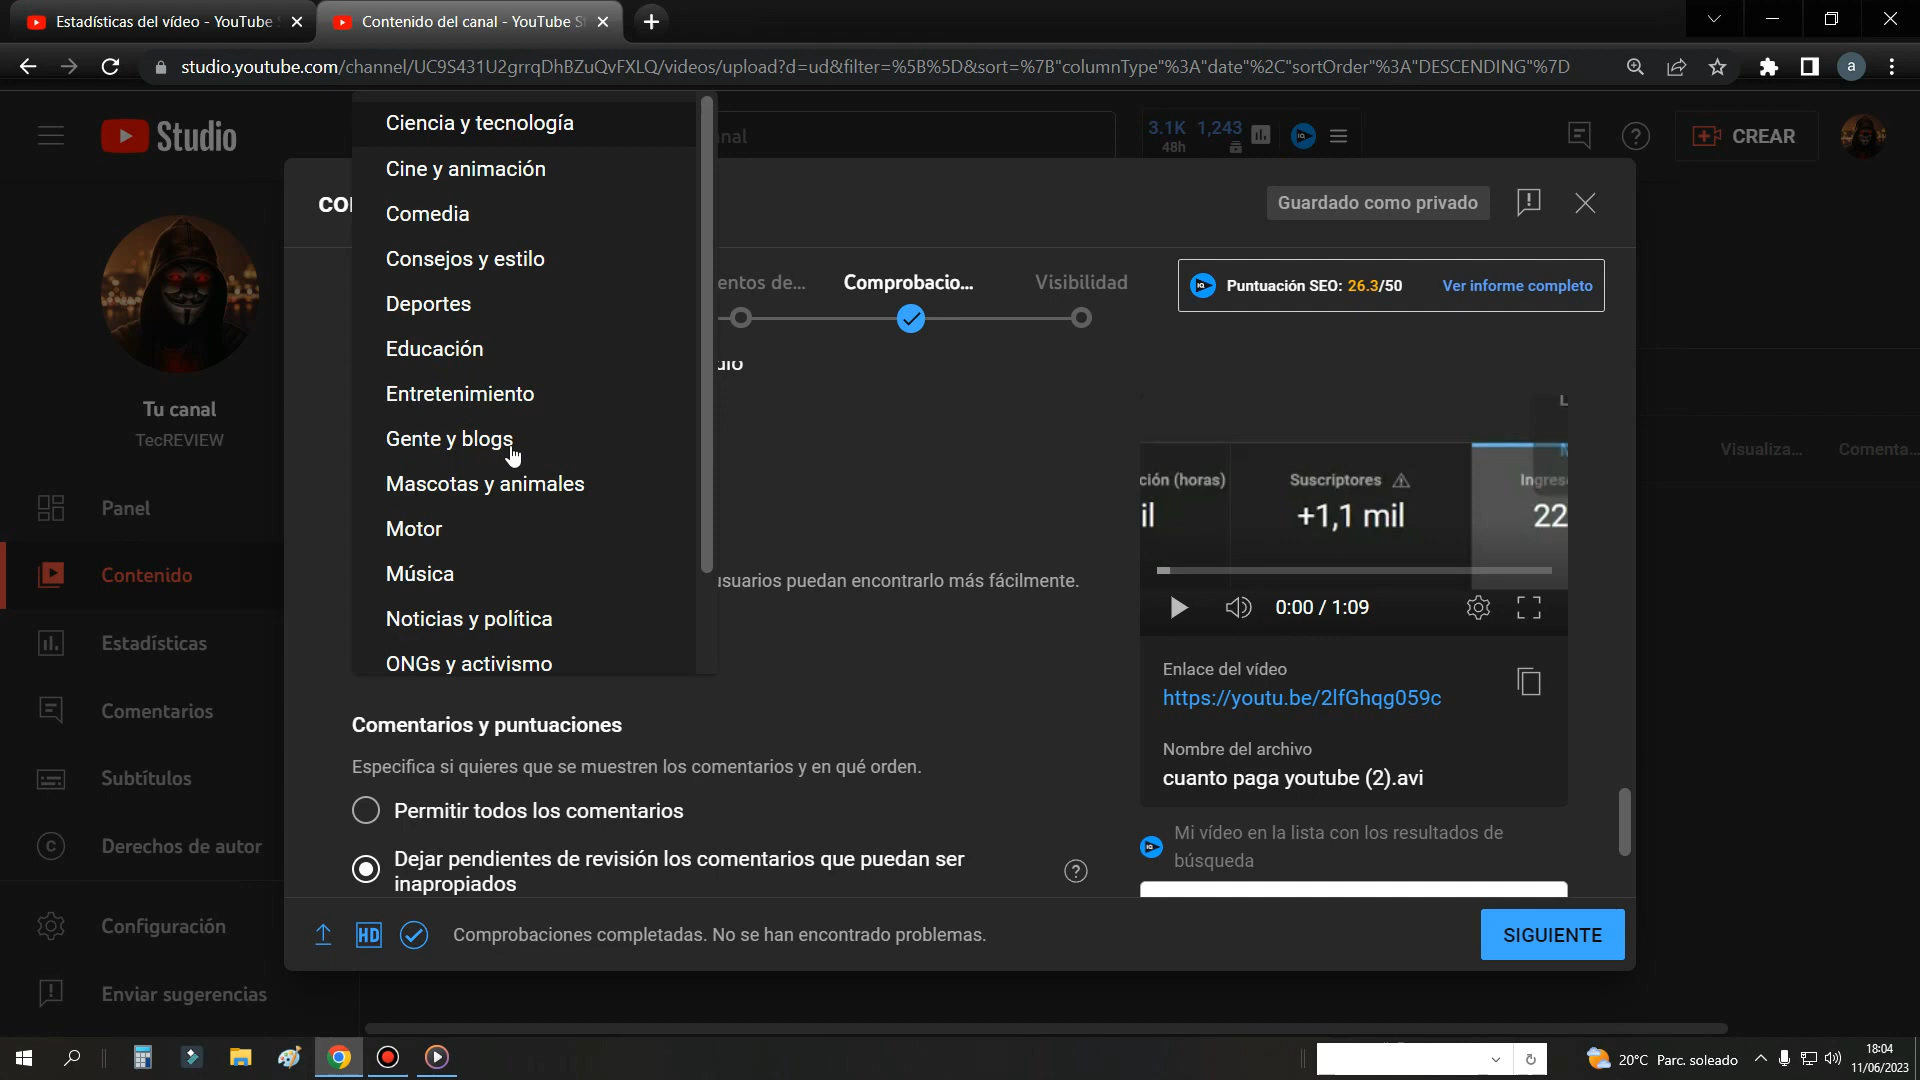 Estadísticas del vídeo - YouTube
Contenido del canal - YouTube S
studio.youtube.com/channel/UC9S431U2grrqDhBZuQvFXLQ/videos/upload?d=ud&filter=%5B%5D&sort=%7B"columnType"%3A"date"%2C"sortOrder"%3A"DESCENDING"%7D
a
Studio
3.1K 1,243
48h
CREAR
Tu canal
TecREVIEW
Panel
Contenido
Estadísticas
Comentarios
Subtítulos
Derechos de autor
Configuración
Enviar sugerencias
Guardado como privado
Ciencia y tecnología
Cine y animación
Comedia
Consejos y estilo
Deportes
Educación
Entretenimiento
Gente y blogs
Mascotas y animales
Motor
Música
Noticias y política
ONGs y activismo
entos de...
Comprobacio...
Visibilidad
Puntuación SEO: 26.3/50
Ver informe completo
usuarios puedan encontrarlo más fácilmente.
ción (horas)
Suscriptores
Ingres
il
+1,1 mil
22
0:00 / 1:09
Enlace del vídeo
https://youtu.be/2lfGhqg059c
Nombre del archivo
cuanto paga youtube (2).avi
Mi vídeo en la lista con los resultados de
búsqueda
Visualiza...
Comenta...
Comentarios y puntuaciones
Especifica si quieres que se muestren los comentarios y en qué orden.
Permitir todos los comentarios
Dejar pendientes de revisión los comentarios que puedan ser
inapropiados
HD
Comprobaciones completadas. No se han encontrado problemas.
SIGUIENTE
20°C Parc. soleado
18:04
11/06/2023